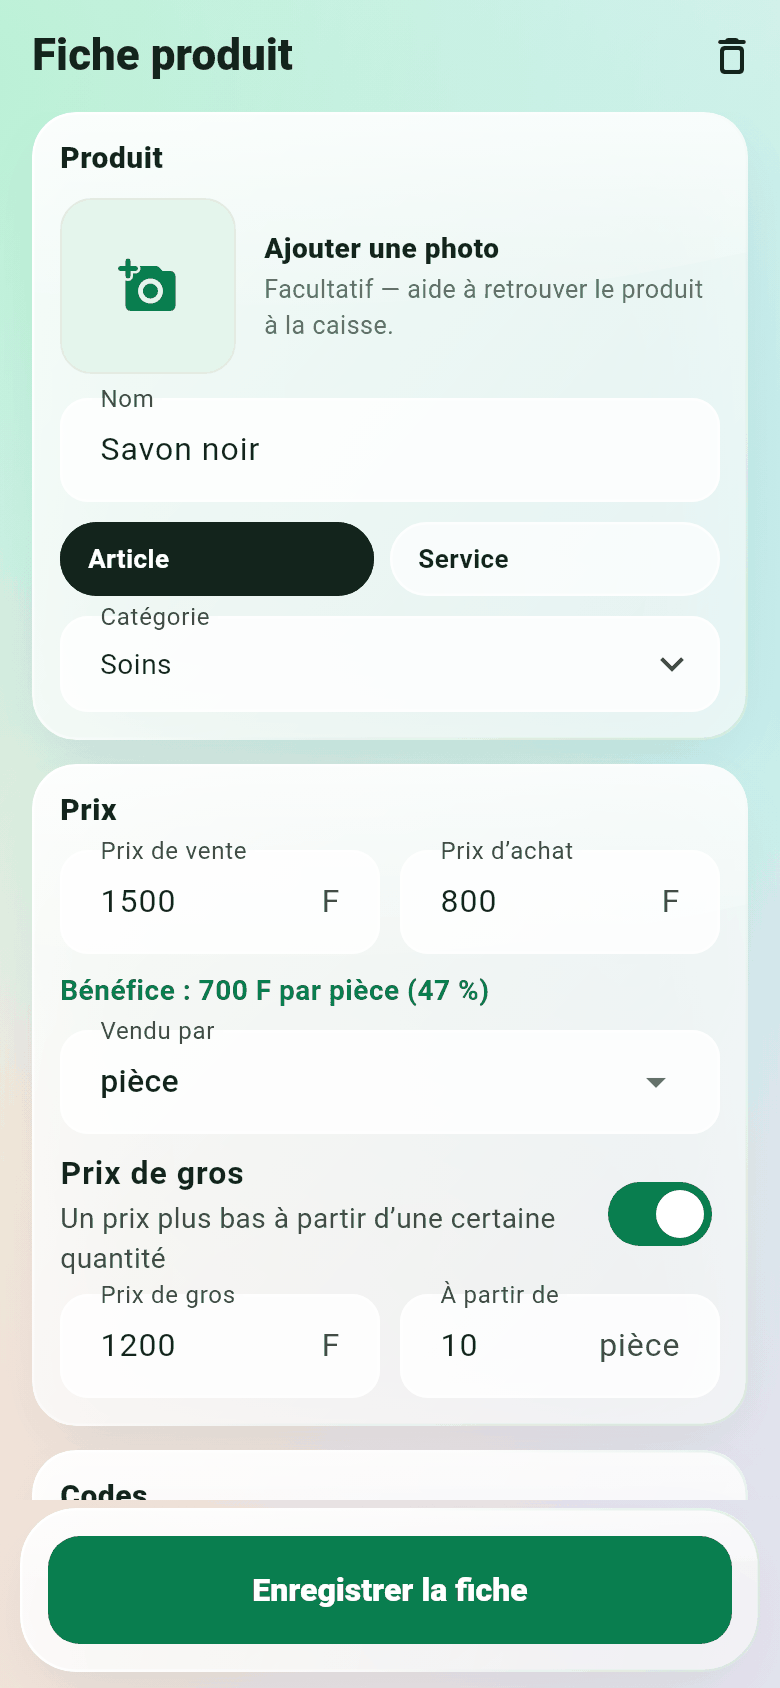 Fiche produit
Produit
Ajouter une photo
Facultatif — aide à retrouver le produit
à la caisse.
Nom
Savon noir
Article
Service
Catégorie
Soins
Prix
Prix de vente
Prix d’achat
1500 F
800 F
Bénéfice : 700 F par pièce (47 %)
Vendu par
pièce
Prix de gros
Un prix plus bas à partir d’une certaine
quantité
Prix de gros
À partir de
1200 F
10 pièce
Codes
Enregistrer la fiche